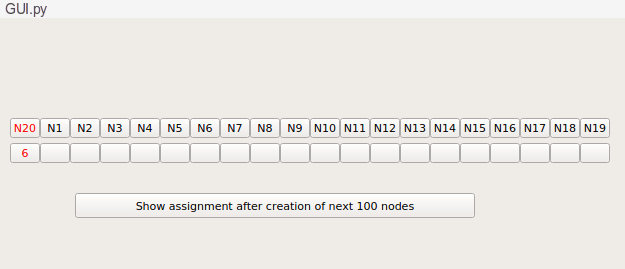 GUI.py
N20 N1 N2 N3 N4 N5 N6 N7 N8 N9 N10 N11 N12 N13 N14 N15 N16 N17 N18 N19
6
Show assignment after creation of next 100 nodes